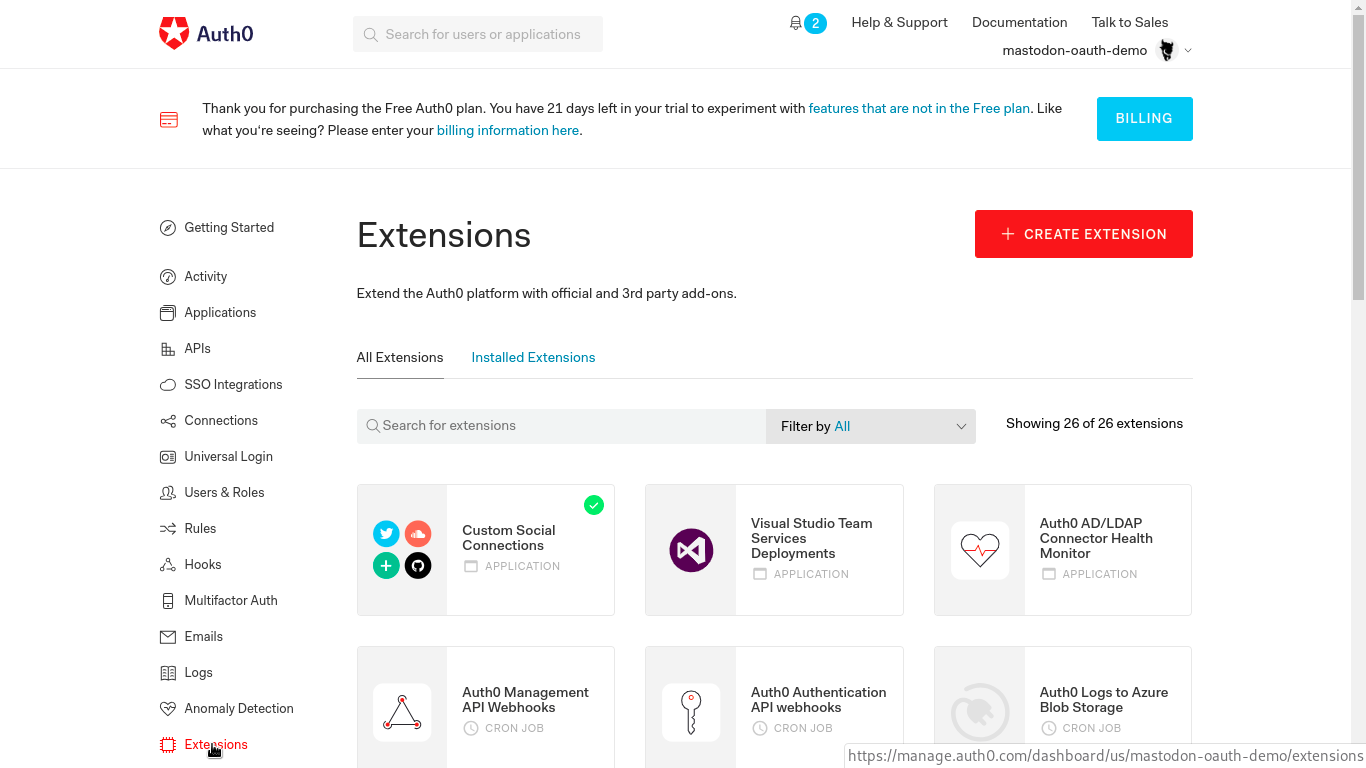 Auth0
Search for users or applications
2
Help & Support
Documentation
Talk to Sales
mastodon-oauth-demo
Thank you for purchasing the Free Auth0 plan. You have 21 days left in your trial to experiment with features that are not in the Free plan. Like
what you're seeing? Please enter your billing information here.
BILLING
Getting Started
Activity
Applications
APIs
SSO Integrations
Connections
Universal Login
Users & Roles
Rules
Hooks
Multifactor Auth
Emails
Logs
Anomaly Detection
Extensions
Extensions
CREATE EXTENSION
Extend the Auth0 platform with official and 3rd party add-ons.
All Extensions
Installed Extensions
Search for extensions
Filter by All
Showing 26 of 26 extensions
Custom Social
Connections
APPLICATION
Visual Studio Team
Services
Deployments
APPLICATION
Auth0 AD/LDAP
Connector Health
Monitor
APPLICATION
Auth0 Management
API Webhooks
CRON JOB
Auth0 Authentication
API webhooks
CRON JOB
Auth0 Logs to Azure
Blob Storage
CRON JOB
https://manage.auth0.com/dashboard/us/mastodon-oauth-demo/extensions